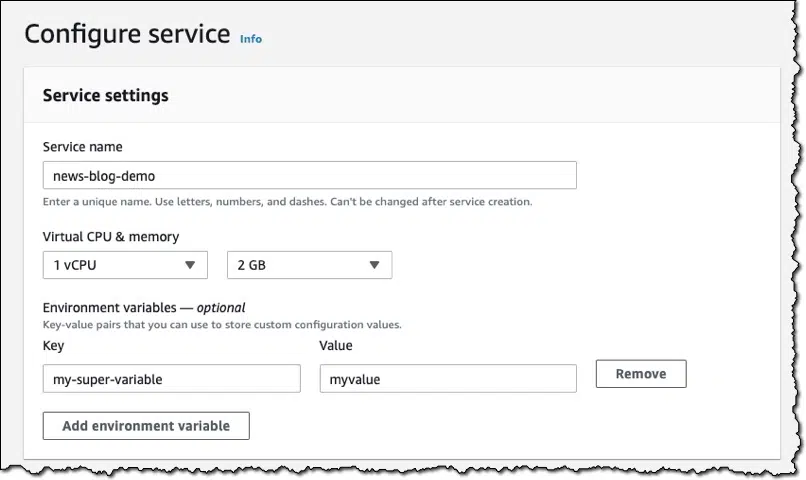 Configure service Info
Service settings
Service name
news-blog-demo
Enter a unique name. Use letters, numbers, and dashes. Can't be changed after service creation.
Virtual CPU & memory
1 vCPU 2 GB
Environment variables — optional
Key-value pairs that you can use to store custom configuration values.
Key Value
my-super-variable myvalue Remove
Add environment variable